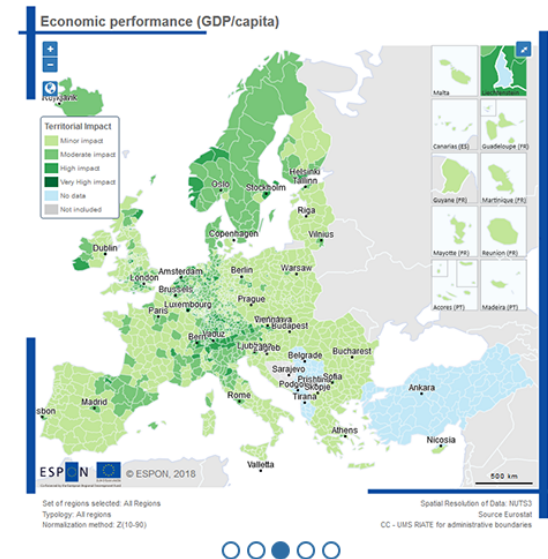 Economic performance (GDP/capita)
+
−
Reykjavik
Territorial Impact
Minor impact
Moderate impact
High impact
Very High impact
No data
Not included
Malta
Liechtenstein
Canarias (ES)
Guadeloupe (FR)
Guyane (FR)
Martinique (FR)
Mayotte (FR)
Reunion (FR)
Acores (PT)
Madeira (PT)
Oslo
Helsinki
Tallinn
Stockholm
Riga
Copenhagen
Vilnius
Dublin
London
Amsterdam
Berlin
Warsaw
Brussels
Luxembourg
Prague
Paris
Vienna
Bratislava
Budapest
Bern
Vaduz
Ljubljana
Zagreb
Belgrade
Bucharest
Sarajevo
Prishtina
Sofia
Podgorica
Skopje
Tirana
Madrid
Rome
Ankara
Athens
Nicosia
Valletta
ESPON
© ESPON, 2018
500 km
Set of regions selected: All Regions
Typology: All regions
Normalization method: Z(10-90)
Spatial Resolution of Data: NUTS3
Source Eurostat
CC - UMS RIATE for administrative boundaries